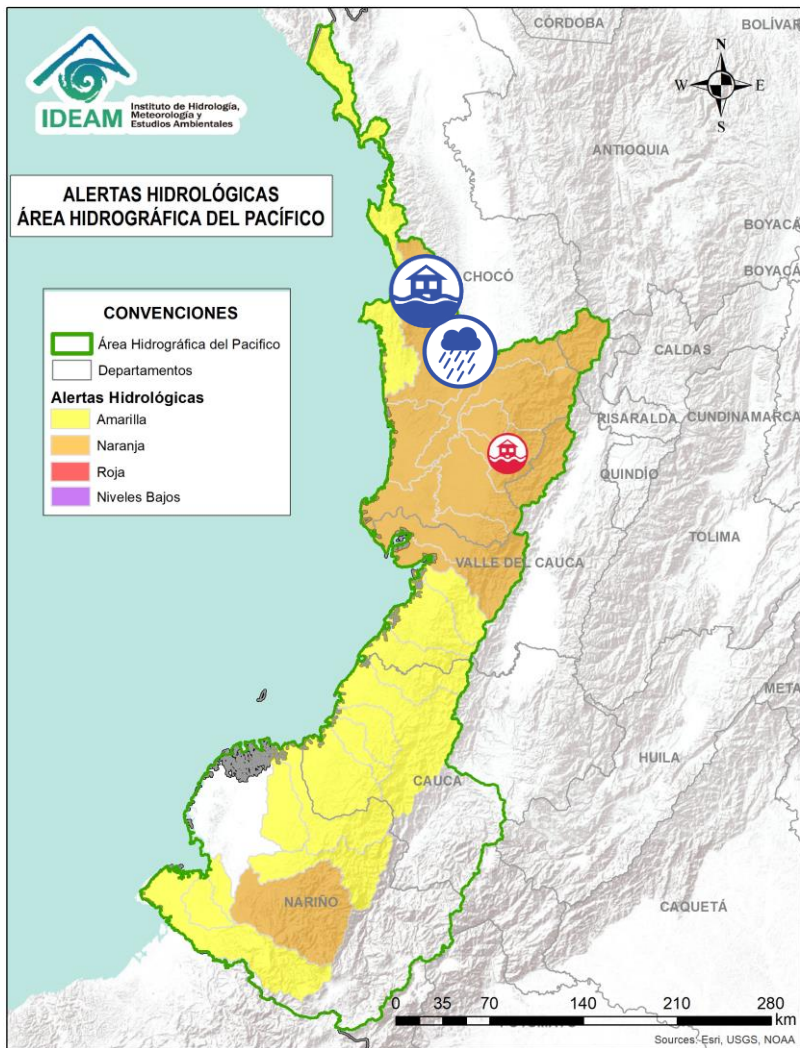 IDEAM
Instituto de Hidrología,
Meteorología y
Estudios Ambientales
ALERTAS HIDROLÓGICAS
ÁREA HIDROGRÁFICA DEL PACÍFICO
CONVENCIONES
Área Hidrográfica del Pacifico
Departamentos
Alertas Hidrológicas
Amarilla
Naranja
Roja
Niveles Bajos
CÓRDOBA
BOLÍVAR
N
W
E
S
ANTIOQUIA
BOYACÁ
CHOCÓ
BOYACÁ
CALDAS
RISARALDA
CUNDINAMARCA
QUINDÍO
TOLIMA
VALLE DEL CAUCA
META
HUILA
CAUCA
NARIÑO
CAQUETÁ
0 35 70 140 210 280
km
Sources: Esri, USGS, NOAA